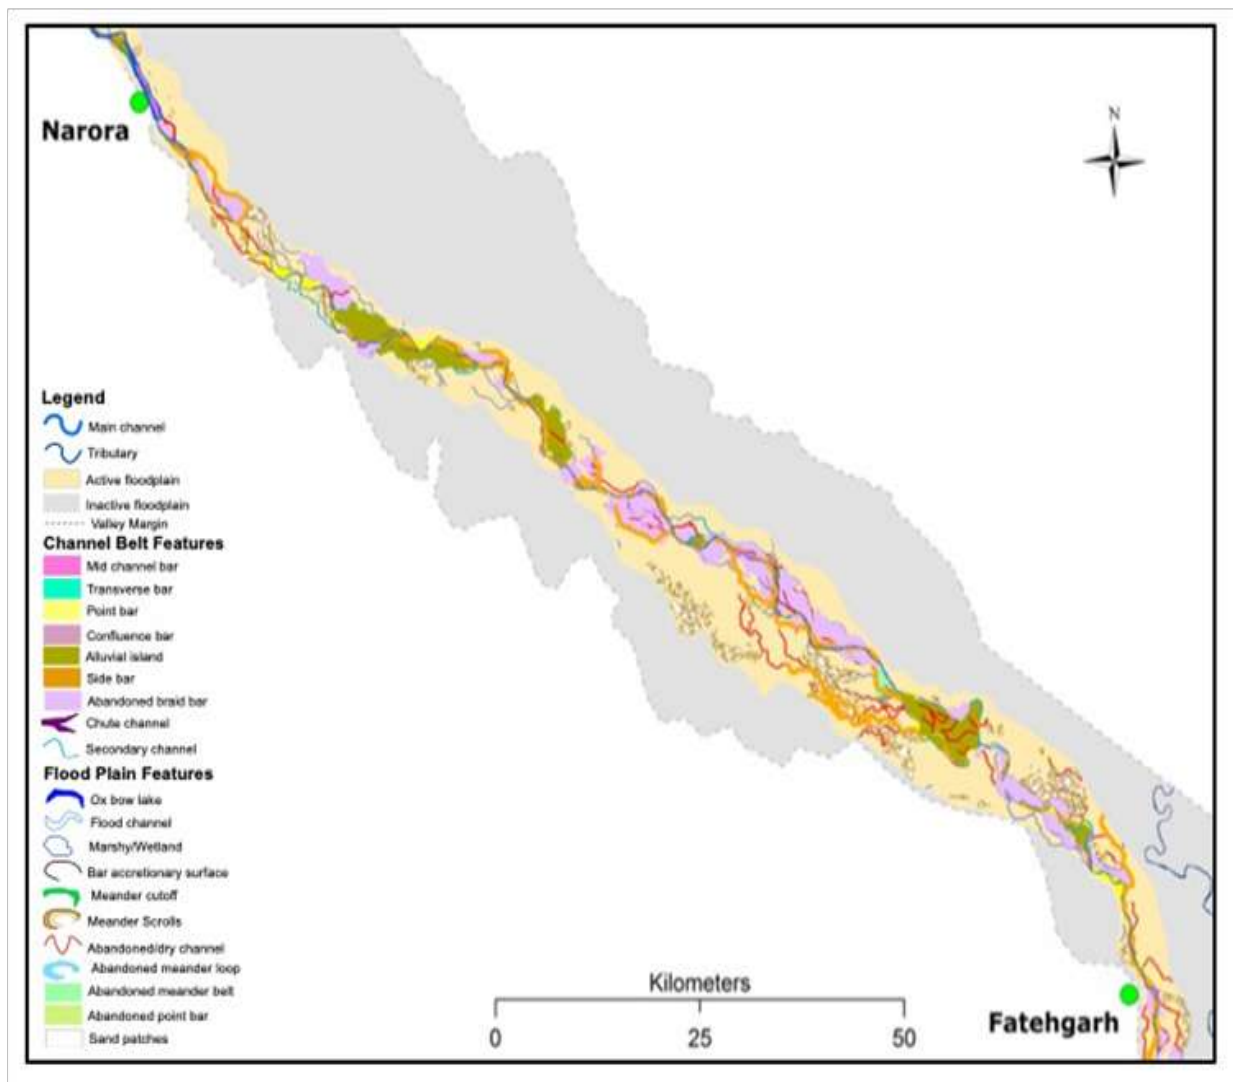 N
Narora
Legend
Main channel
Tributary
Active floodplain
Inactive floodplain
Valley Margin
Channel Belt Features
Mid channel bar
Transverse bar
Point bar
Confluence bar
Alluvial island
Side bar
Abandoned braid bar
Chute channel
Secondary channel
Flood Plain Features
Ox bow lake
Flood channel
Marshy/Wetland
Bar accretionary surface
Meander cutoff
Meander Scrolls
Abandoned/dry channel
Abandoned meander loop
Abandoned meander belt
Abandoned point bar
Sand patches
Kilometers
0 25 50
Fatehgarh